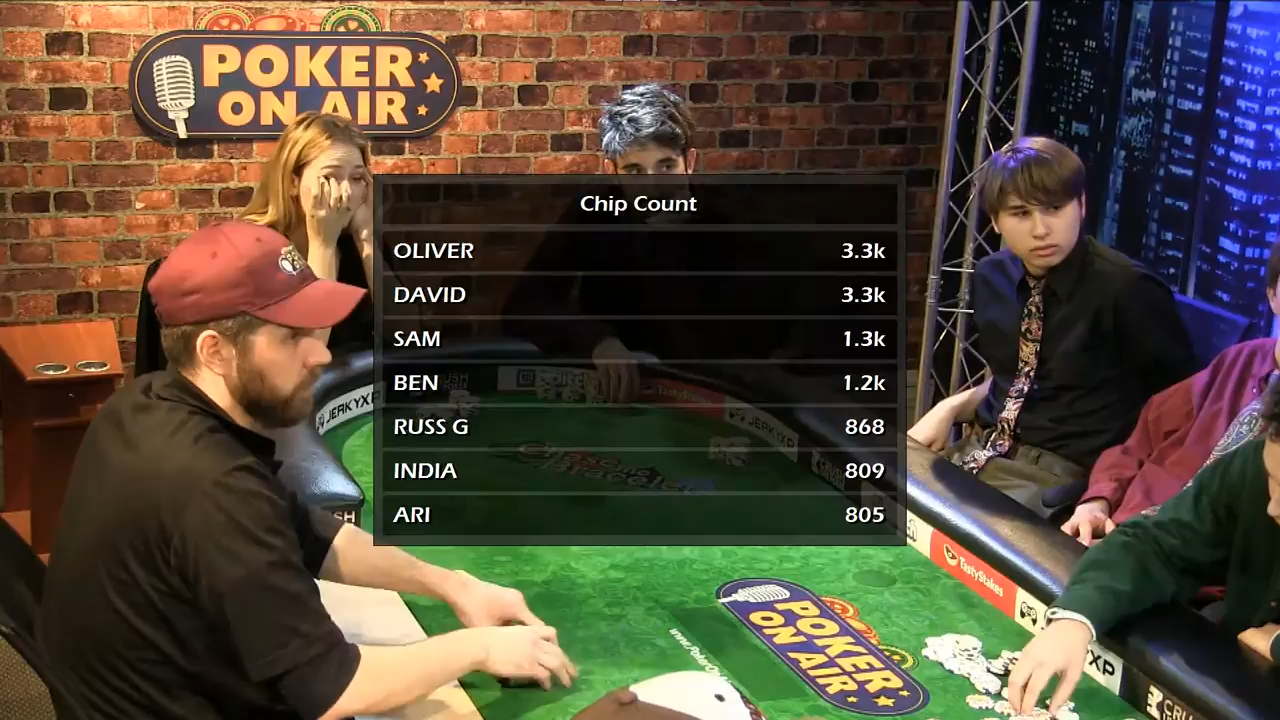 POKER
ON AIR
Chip Count
OLIVER 3.3k
DAVID 3.3k
SAM 1.3k
BEN 1.2k
RUSS G 868
INDIA 809
ARI 805
JERKYXP
JERKYXP
TastyStakes
POKER
ON AIR
XP